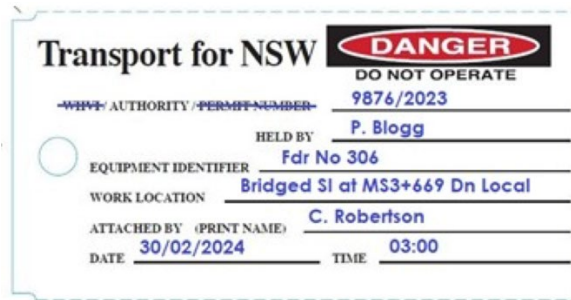 Transport for NSW DANGER
DO NOT OPERATE
WHVI / AUTHORITY / PERMIT NUMBER 9876/2023
HELD BY P. Blogg
EQUIPMENT IDENTIFIER Fdr No 306
WORK LOCATION Bridged SI at MS3+669 Dn Local
ATTACHED BY (PRINT NAME) C. Robertson
DATE 30/02/2024 TIME 03:00